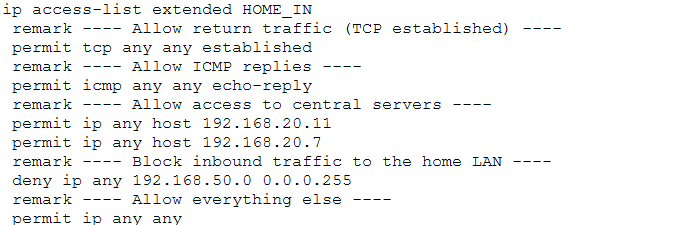 ip access-list extended HOME_IN
remark ---- Allow return traffic (TCP established) ----
permit tcp any any established
remark ---- Allow ICMP replies ----
permit icmp any any echo-reply
remark ---- Allow access to central servers ----
permit ip any host 192.168.20.11
permit ip any host 192.168.20.7
remark ---- Block inbound traffic to the home LAN ----
deny ip any 192.168.50.0 0.0.0.255
remark ---- Allow everything else ----
permit ip any any